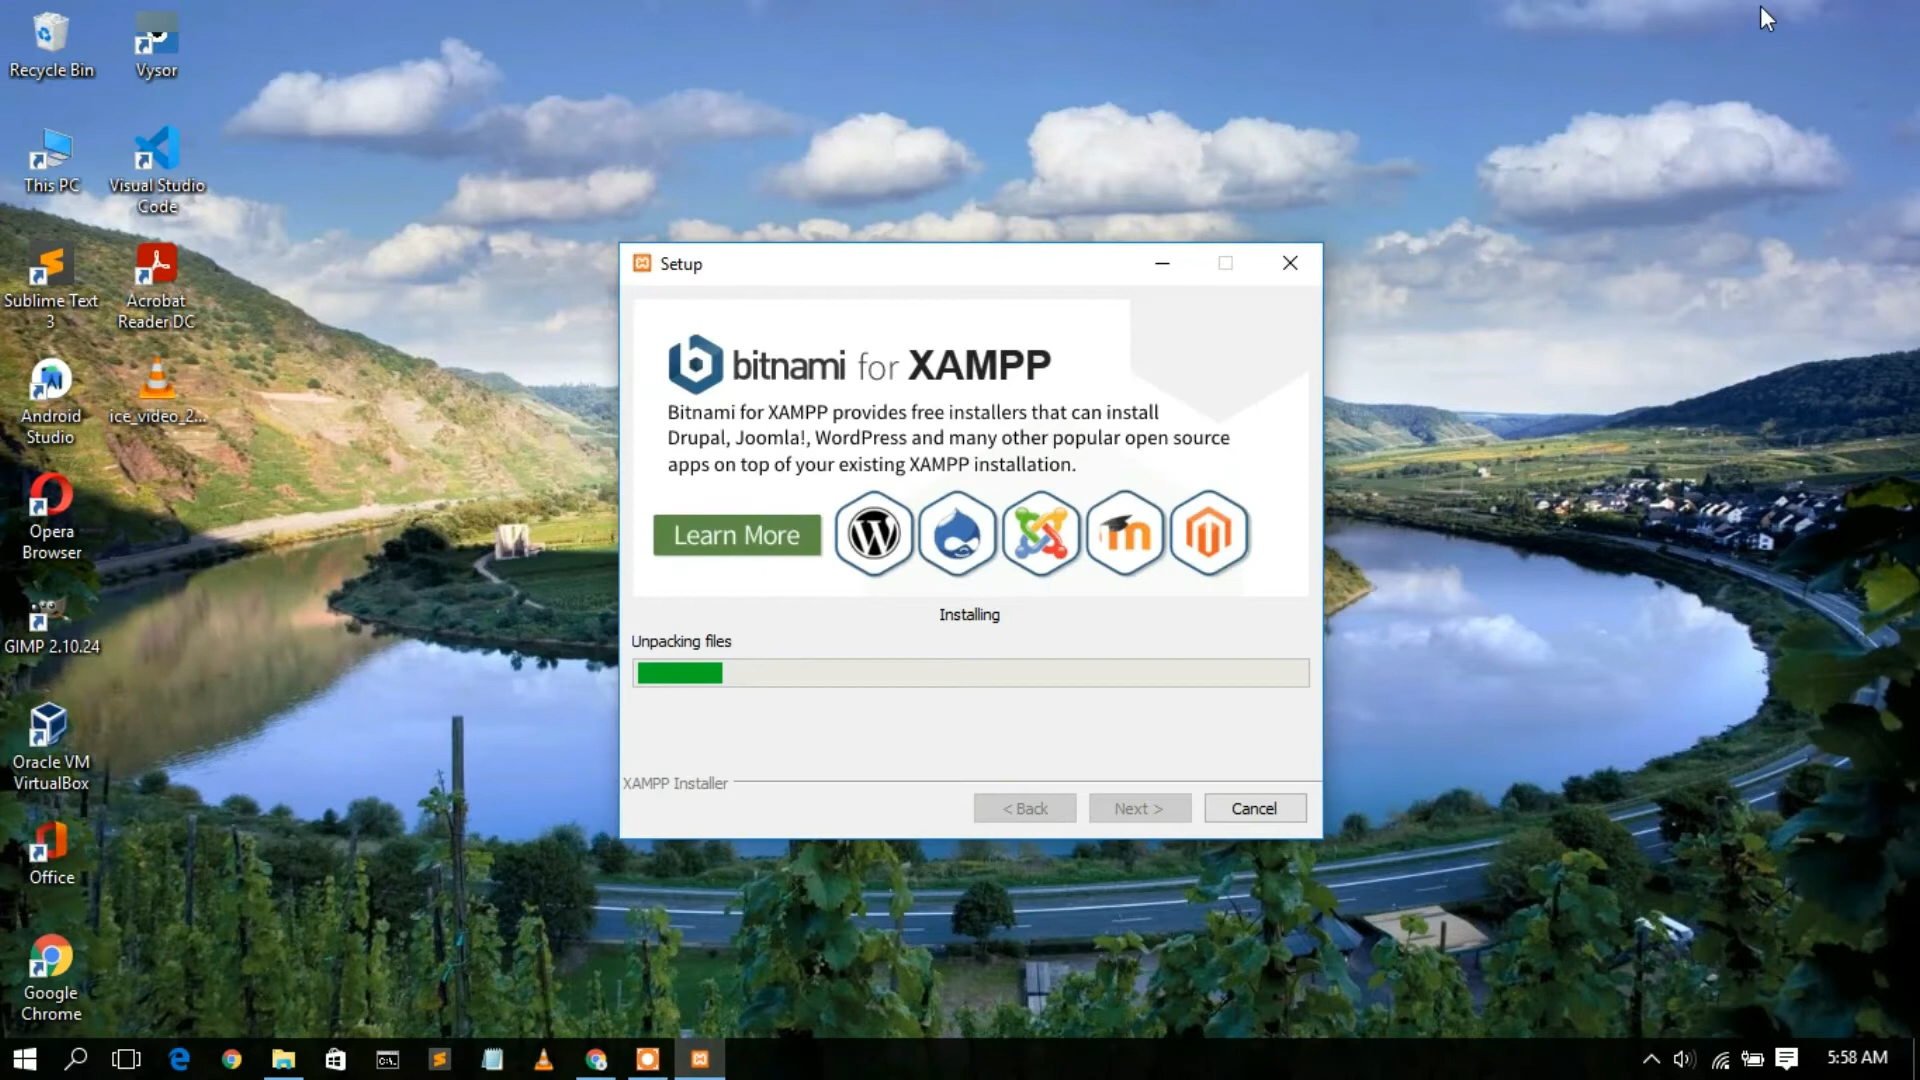 Recycle Bin
Vysor
This PC
Visual Studio
Code
Sublime Text
3
Acrobat
Reader DC
Android
Studio
ice_video_2...
Opera
Browser
GIMP 2.10.24
Oracle VM
VirtualBox
Office
Google
Chrome
Setup
bitnami for XAMPP
Bitnami for XAMPP provides free installers that can install
Drupal, Joomla!, WordPress and many other popular open source
apps on top of your existing XAMPP installation.
Learn More
Installing
Unpacking files
XAMPP Installer
< Back
Next >
Cancel
5:58 AM